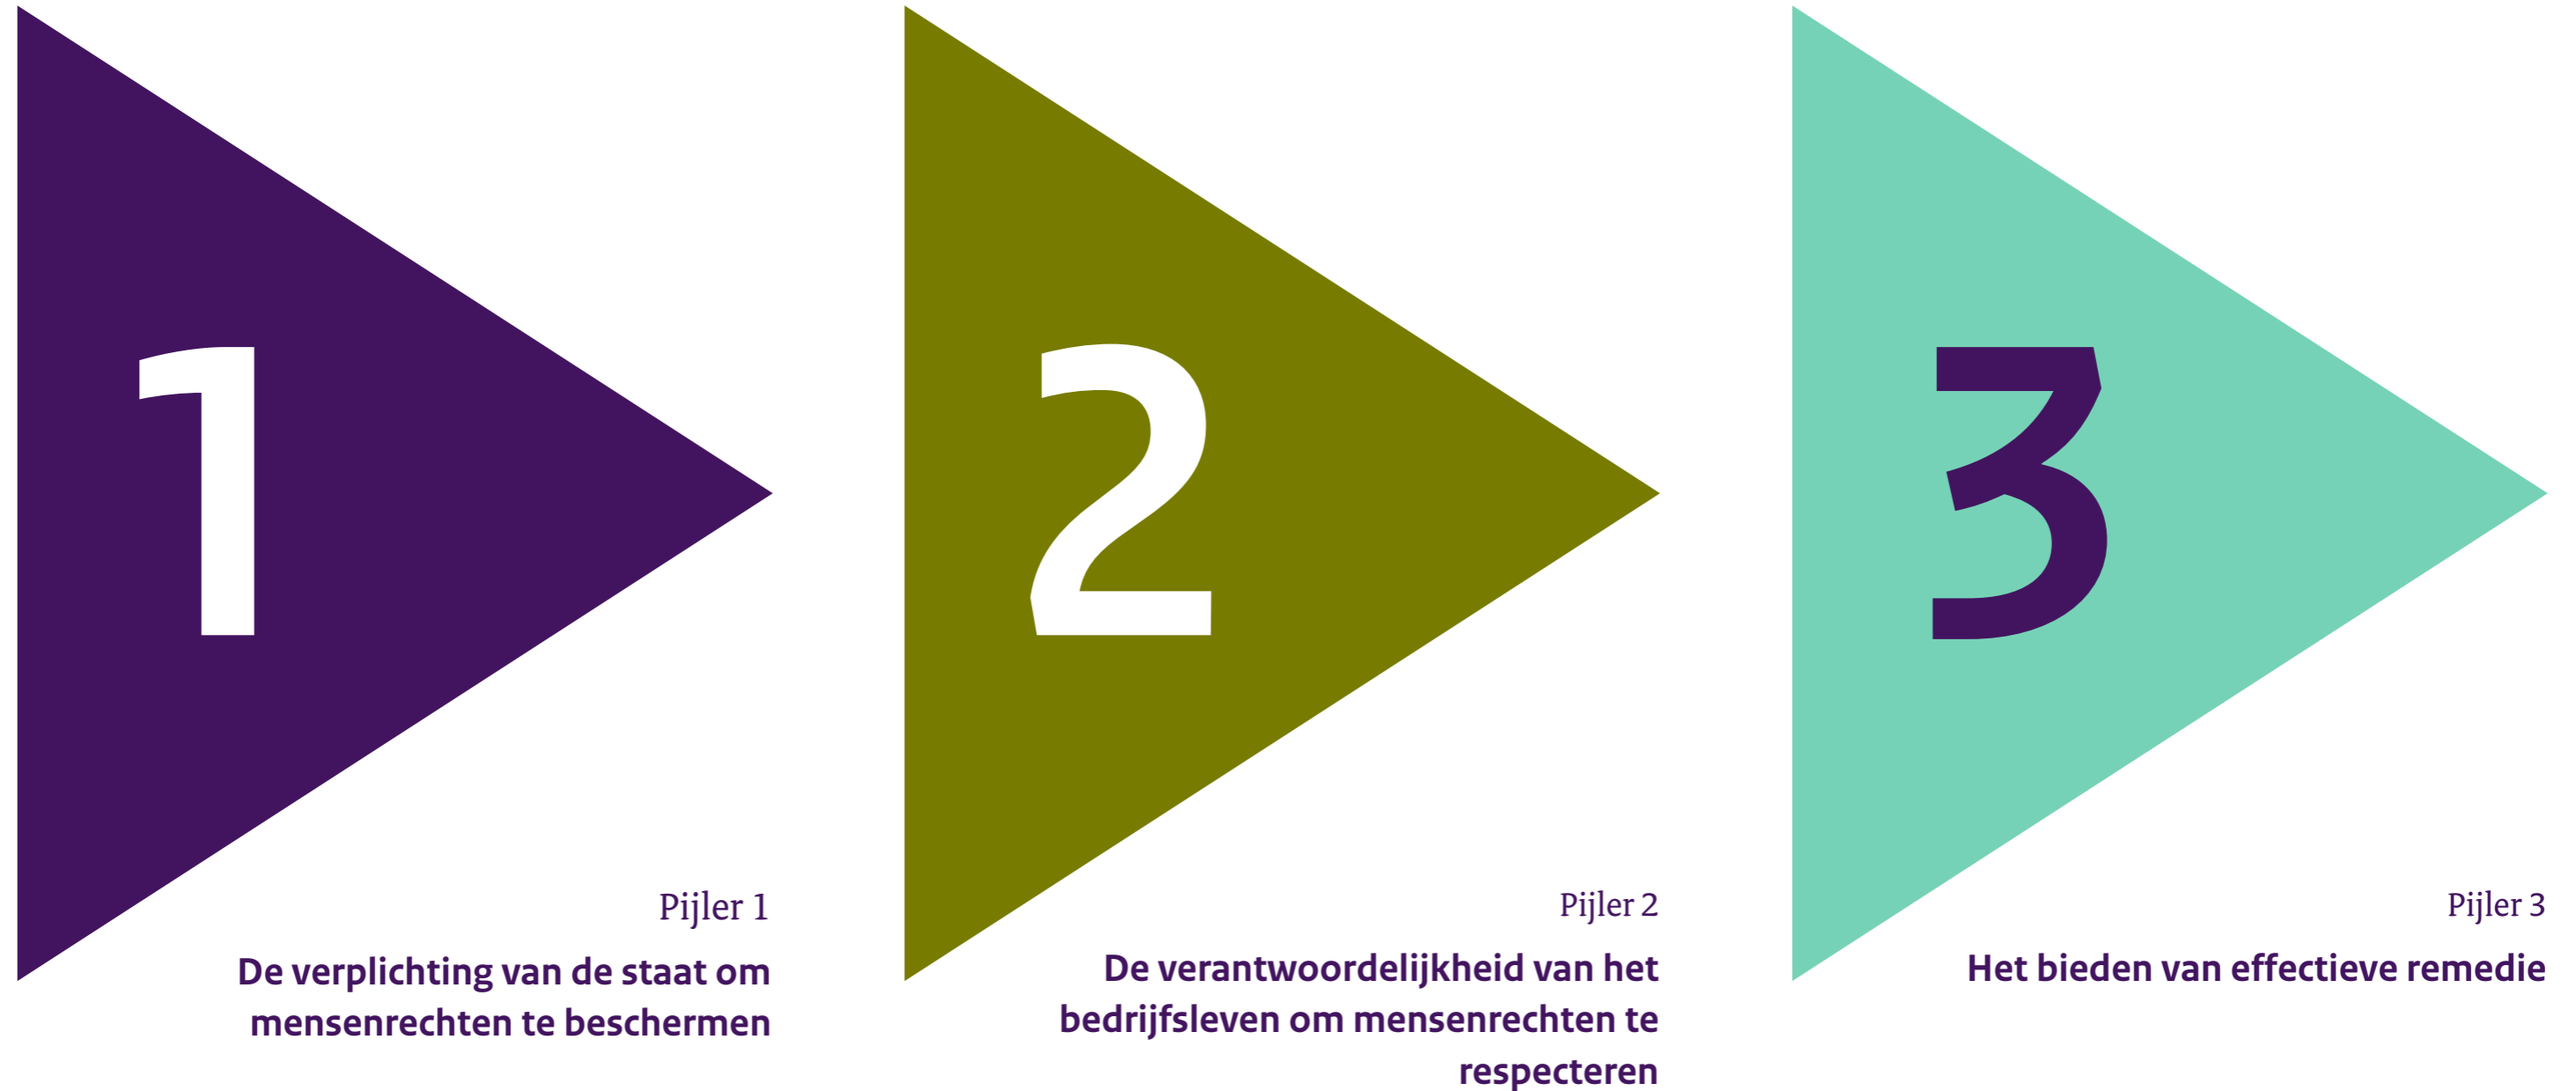 1
Pijler 1
De verplichting van de staat om
mensenrechten te beschermen
2
Pijler 2
De verantwoordelijkheid van het
bedrijfsleven om mensenrechten te
respecteren
3
Pijler 3
Het bieden van effectieve remedie